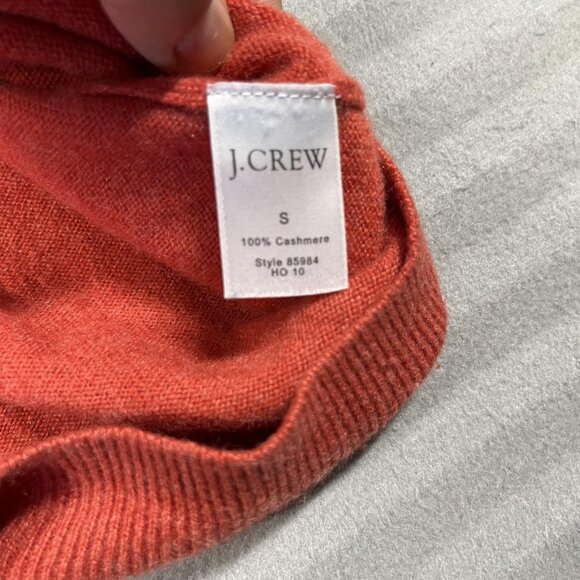 J.CREW
S
100% Cashmere
Style 85984
HO 10